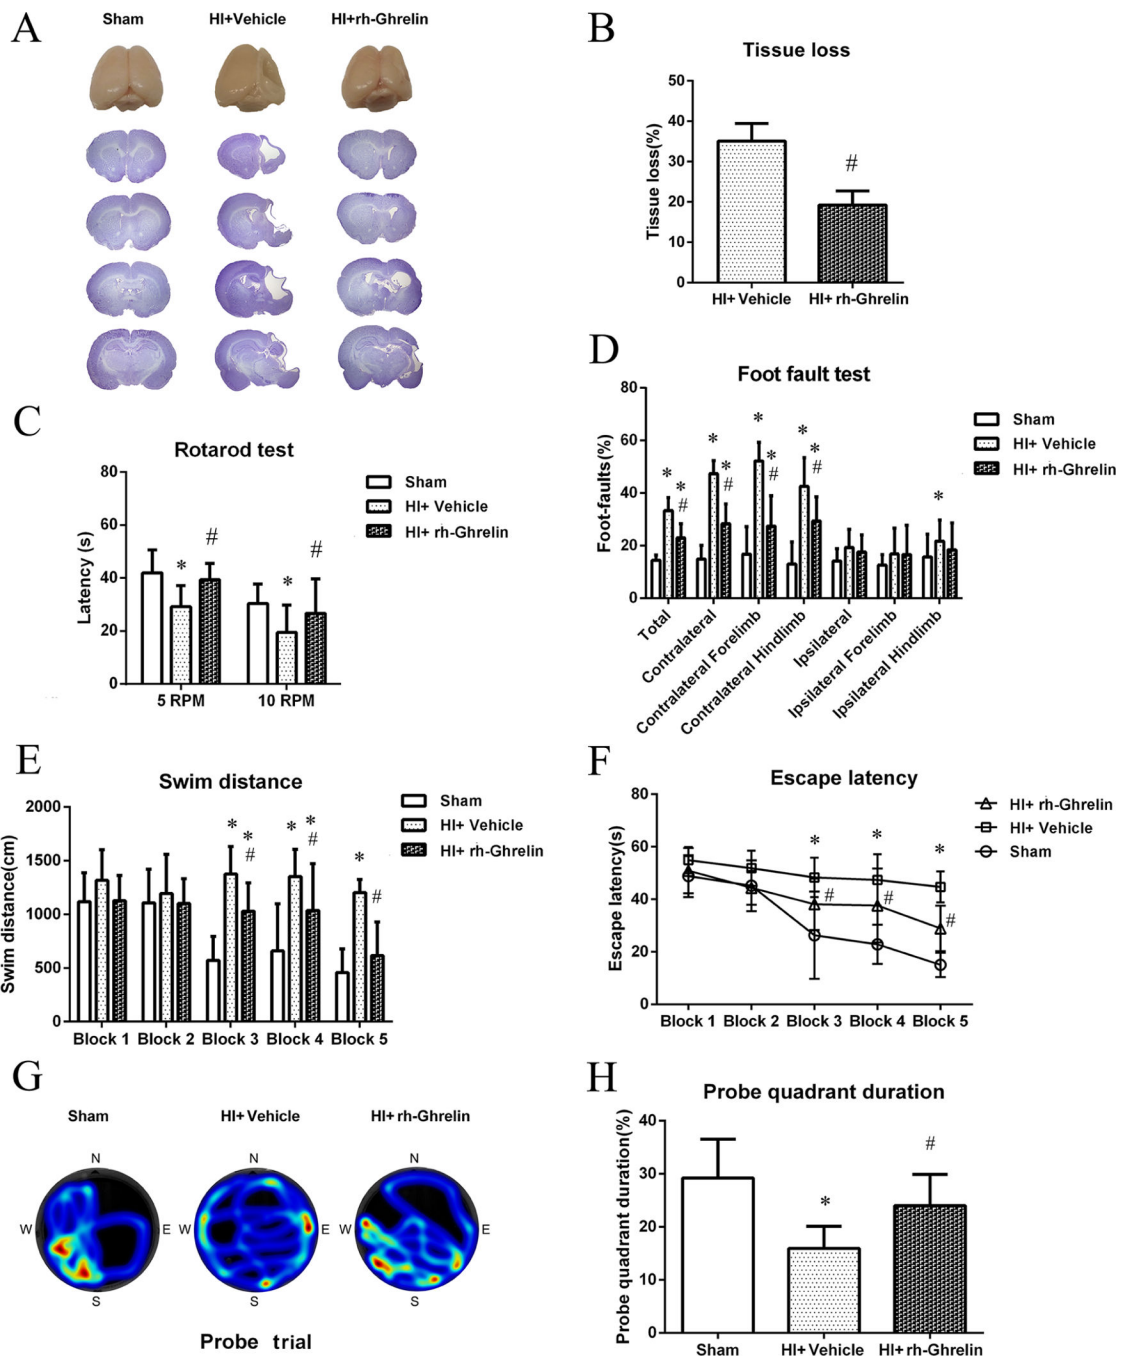 A
Sham
HI+Vehicle
HI+rh-Ghrelin
B
Tissue loss
Tissue loss(%)
50
40
30
20
10
0
#
HI+ Vehicle
HI+ rh-Ghrelin
C
Rotarod test
Latency (s)
80
60
40
20
0
* # * #
5 RPM
10 RPM
Sham
HI+ Vehicle
HI+ rh-Ghrelin
D
Foot fault test
Foot-faults(%)
80
60
40
20
0
* * # * * # * * # * * # *
Total
Contralateral
Contralateral Forelimb
Contralateral Hindlimb
Ipsilateral
Ipsilateral Forelimb
Ipsilateral Hindlimb
Sham
HI+ Vehicle
HI+ rh-Ghrelin
E
Swim distance
Swim distance(cm)
2000
1500
1000
500
0
* * # * * # * #
Block 1
Block 2
Block 3
Block 4
Block 5
Sham
HI+ Vehicle
HI+ rh-Ghrelin
F
Escape latency
Escape latency(s)
80
60
40
20
0
* # * # * #
Block 1
Block 2
Block 3
Block 4
Block 5
HI+ rh-Ghrelin
HI+ Vehicle
Sham
G
Sham
HI+ Vehicle
HI+ rh-Ghrelin
N
W
E
S
N
W
E
S
N
W
E
S
Probe trial
H
Probe quadrant duration
Probe quadrant duration(%)
40
30
20
10
0
* #
Sham
HI+ Vehicle
HI+ rh-Ghrelin